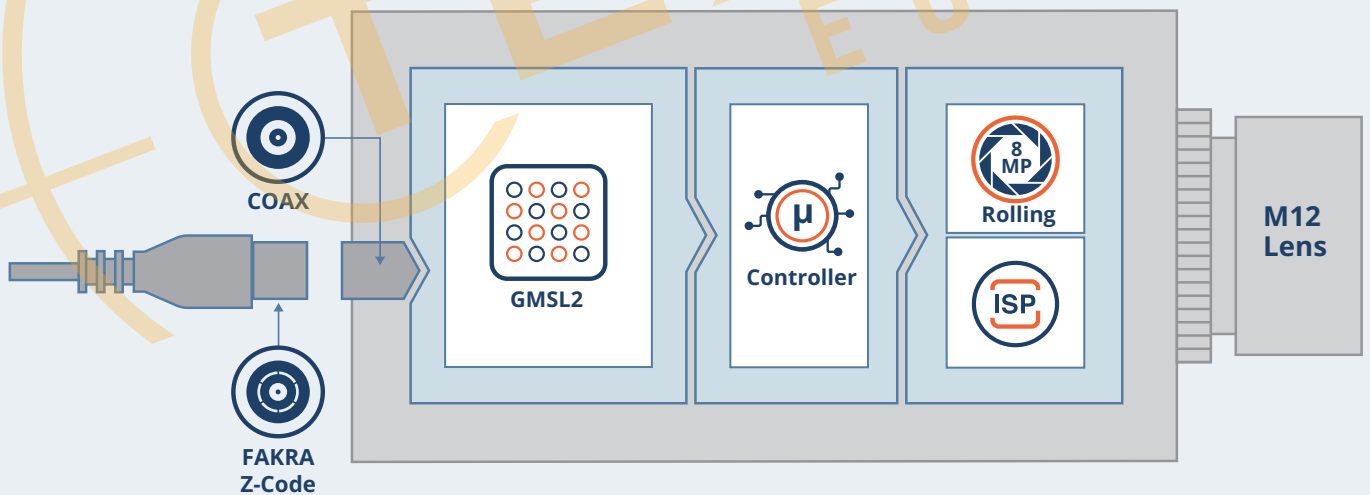 COAX
FAKRA
Z-Code
GMSL2
µ
Controller
8
MP
Rolling
ISP
M12
Lens